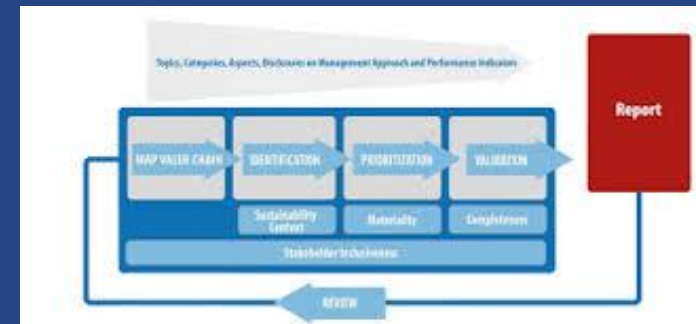 Topics, Categories, Aspects, Disclosures on Management Approach and Performance Indicators
Report
MAP VALUE CHAIN
IDENTIFICATION
PRIORITIZATION
VALIDATION
Sustainability
Context
Materiality
Completeness
Stakeholder Inclusiveness
REVIEW